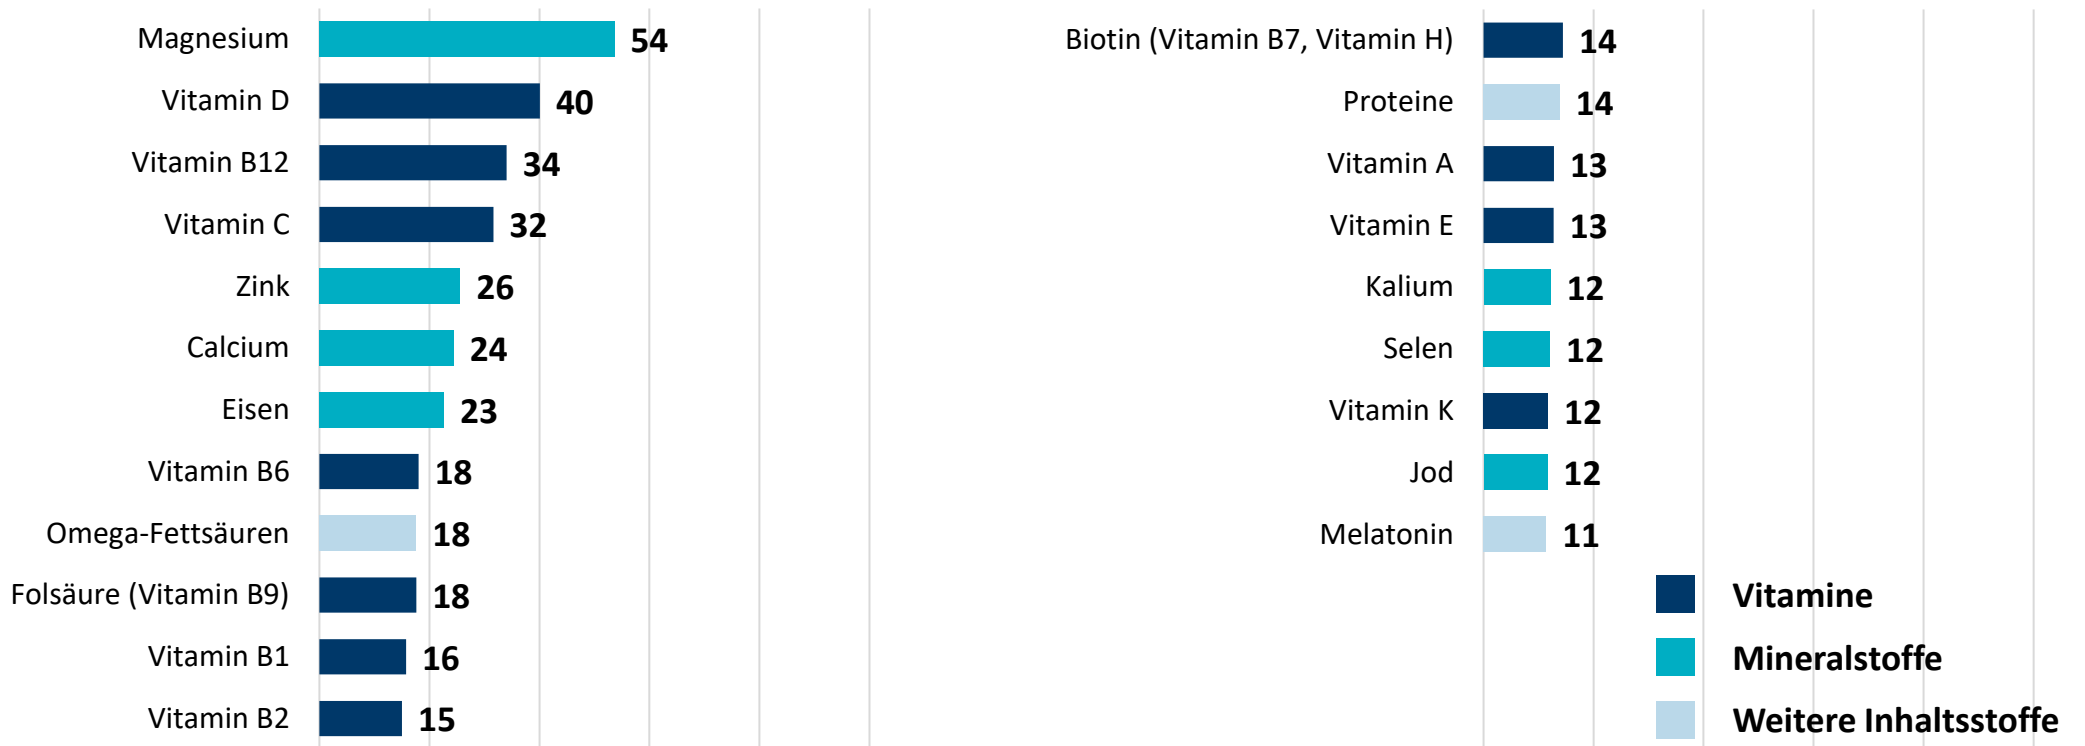 Magnesium 54
Vitamin D 40
Vitamin B12 34
Vitamin C 32
Zink 26
Calcium 24
Eisen 23
Vitamin B6 18
Omega-Fettsäuren 18
Folsäure (Vitamin B9) 18
Vitamin B1 16
Vitamin B2 15
Biotin (Vitamin B7, Vitamin H) 14
Proteine 14
Vitamin A 13
Vitamin E 13
Kalium 12
Selen 12
Vitamin K 12
Jod 12
Melatonin 11
Vitamine
Mineralstoffe
Weitere Inhaltsstoffe